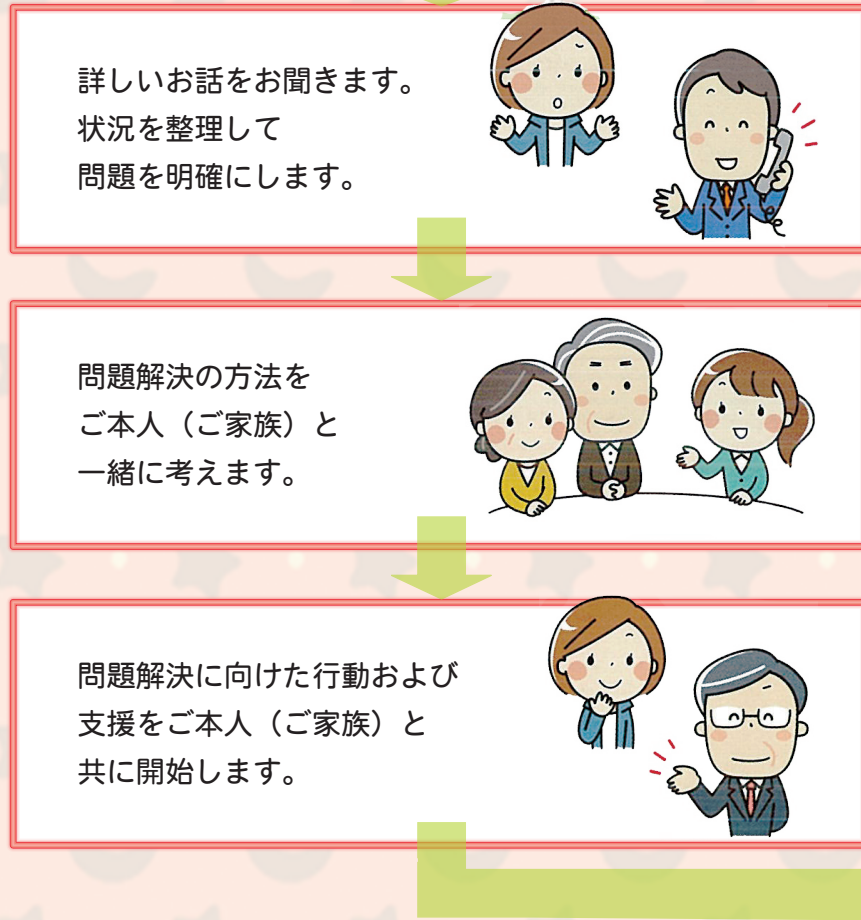 詳しいお話をお聞きます。
状況を整理して
問題を明確にします。
問題解決の方法を
ご本人（ご家族）と
一緒に考えます。
問題解決に向けた行動および
支援をご本人（ご家族）と
共に開始します。